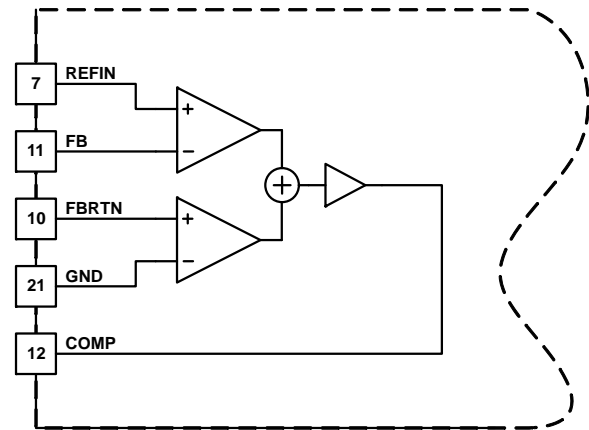 7 REFIN
+
11 FB
−
10 FBRTN
+
21 GND
−
+
12 COMP